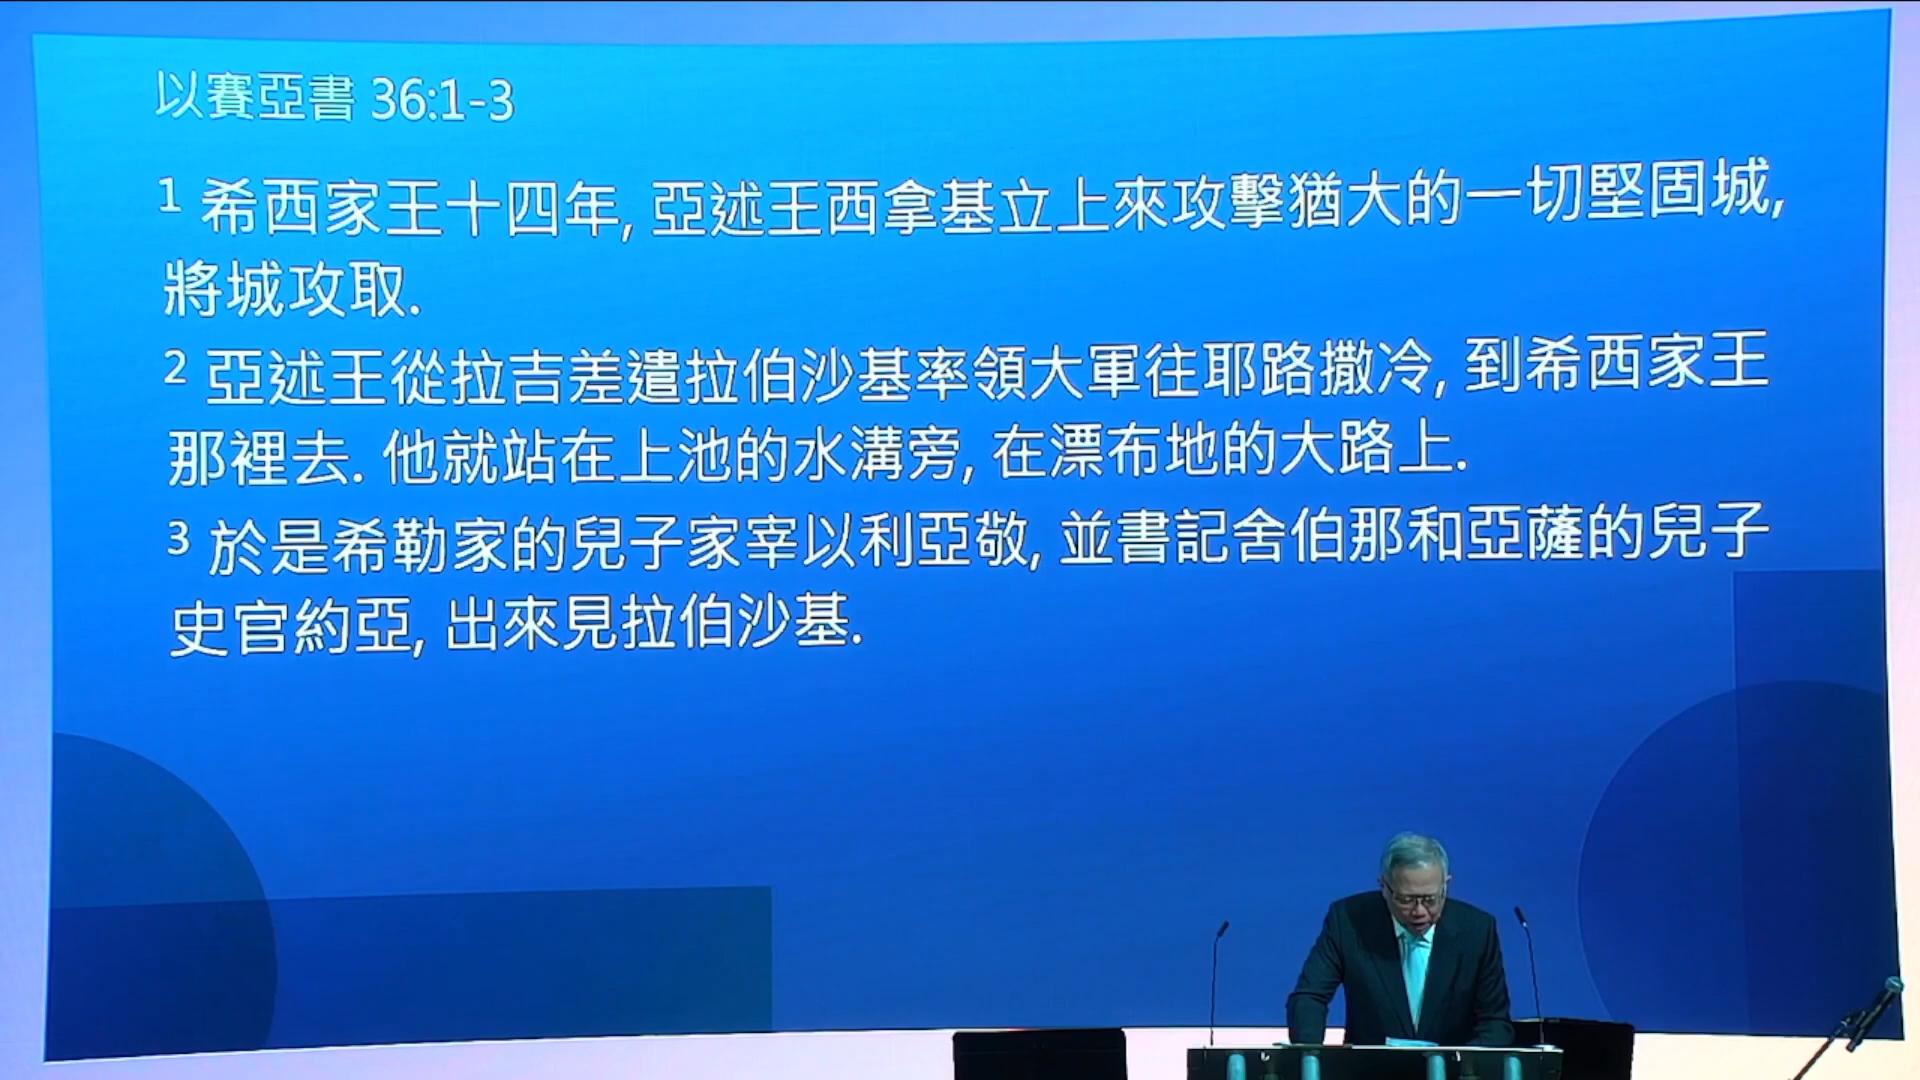 以賽亞書 36:1-3
1 希西家王十四年, 亞述王西拿基立上來攻擊猶大的一切堅固城,
將城攻取.
2 亞述王從拉吉差遣拉伯沙基率領大軍往耶路撒冷, 到希西家王
那裡去. 他就站在上池的水溝旁, 在漂布地的大路上.
3 於是希勒家的兒子家宰以利亞敬, 並書記舍伯那和亞薩的兒子
史官約亞, 出來見拉伯沙基.